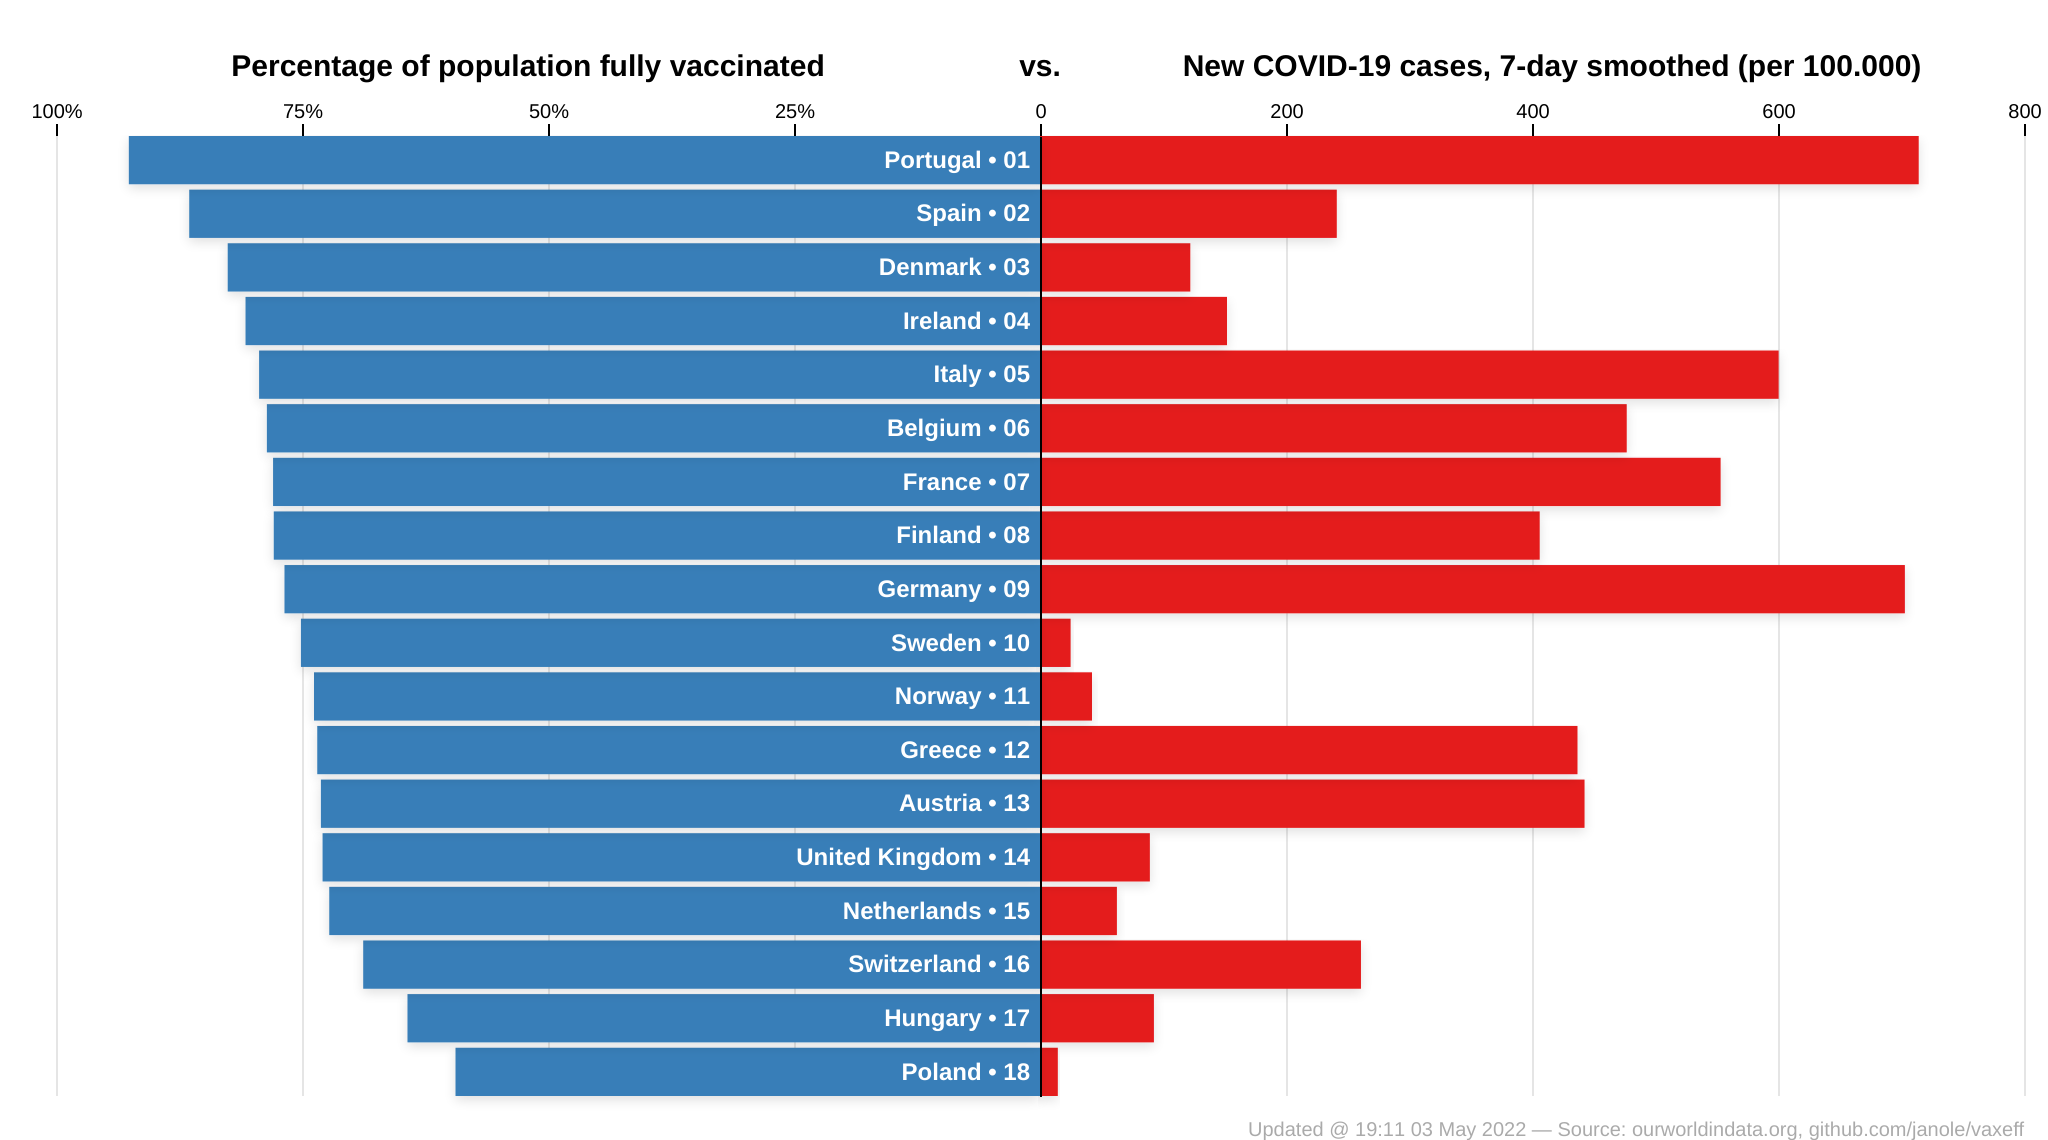 Percentage of population fully vaccinated vs. New COVID-19 cases, 7-day smoothed (per 100.000)
100% 75% 50% 25% 0 200 400 600 800
Portugal • 01
Spain • 02
Denmark • 03
Ireland • 04
Italy • 05
Belgium • 06
France • 07
Finland • 08
Germany • 09
Sweden • 10
Norway • 11
Greece • 12
Austria • 13
United Kingdom • 14
Netherlands • 15
Switzerland • 16
Hungary • 17
Poland • 18
Updated @ 19:11 03 May 2022 — Source: ourworldindata.org, github.com/janole/vaxeff